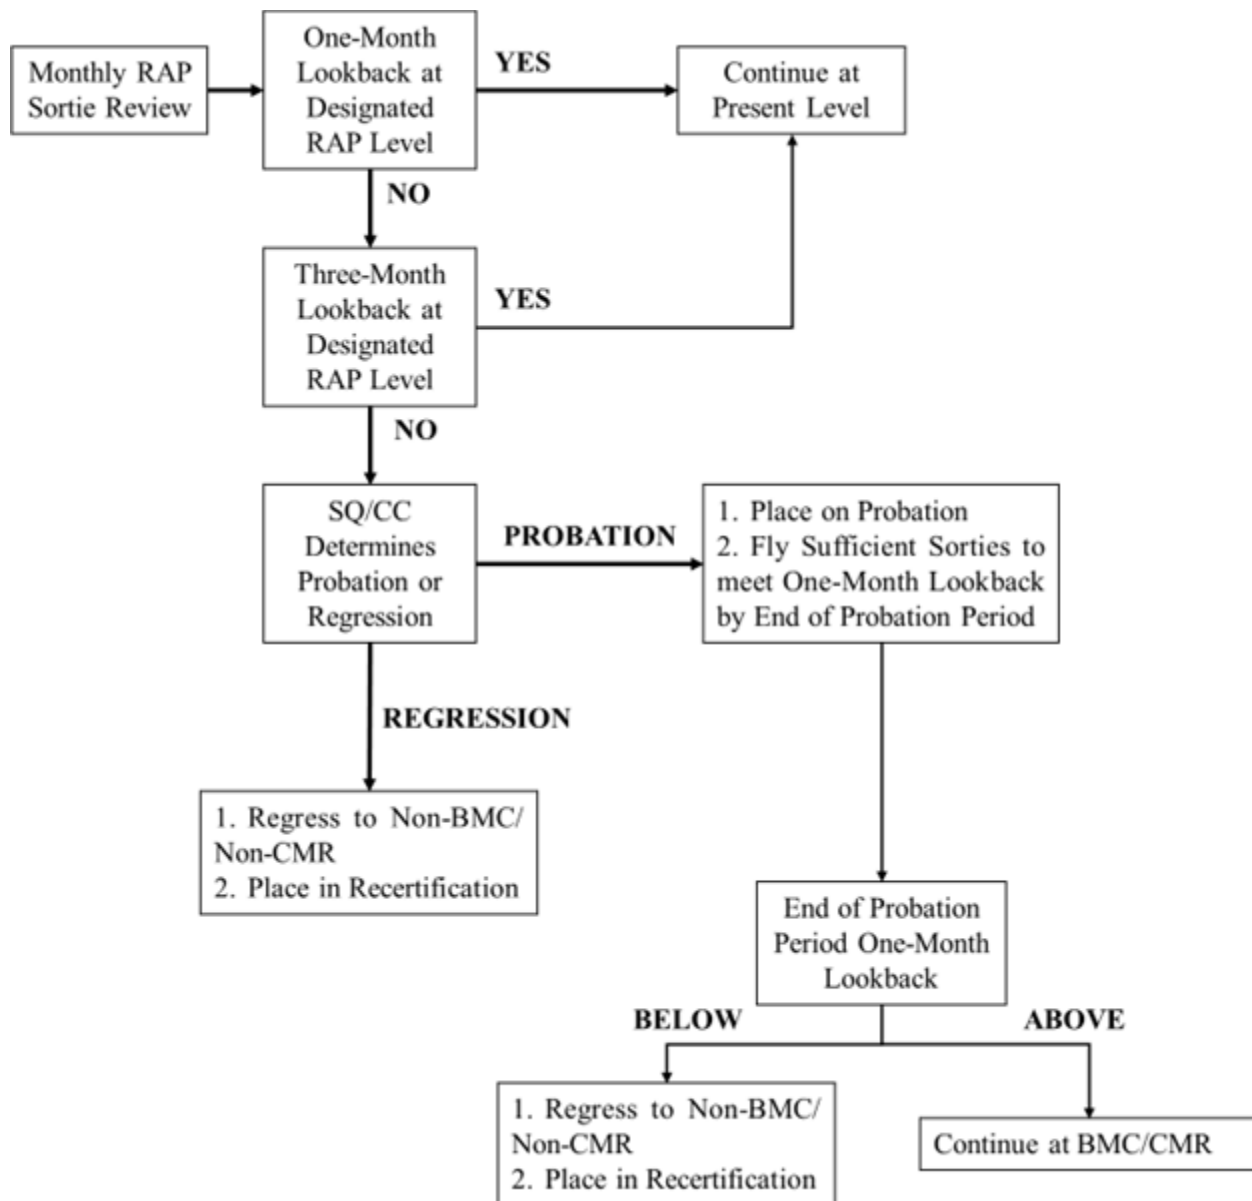 Monthly RAP
Sortie Review
One-Month
Lookback at
Designated
RAP Level
YES
Continue at
Present Level
NO
Three-Month
Lookback at
Designated
RAP Level
YES
NO
SQ/CC
Determines
Probation or
Regression
PROBATION
1. Place on Probation
2. Fly Sufficient Sorties to
meet One-Month Lookback
by End of Probation Period
REGRESSION
1. Regress to Non-BMC/
Non-CMR
2. Place in Recertification
End of Probation
Period One-Month
Lookback
BELOW
ABOVE
1. Regress to Non-BMC/
Non-CMR
2. Place in Recertification
Continue at BMC/CMR